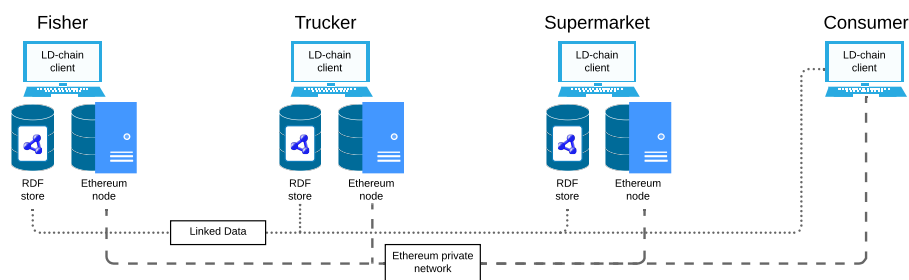 Fisher
Trucker
Supermarket
Consumer
LD-chain
client
LD-chain
client
LD-chain
client
LD-chain
client
RDF
store
Ethereum
node
RDF
store
Ethereum
node
RDF
store
Ethereum
node
Linked Data
Ethereum private
network